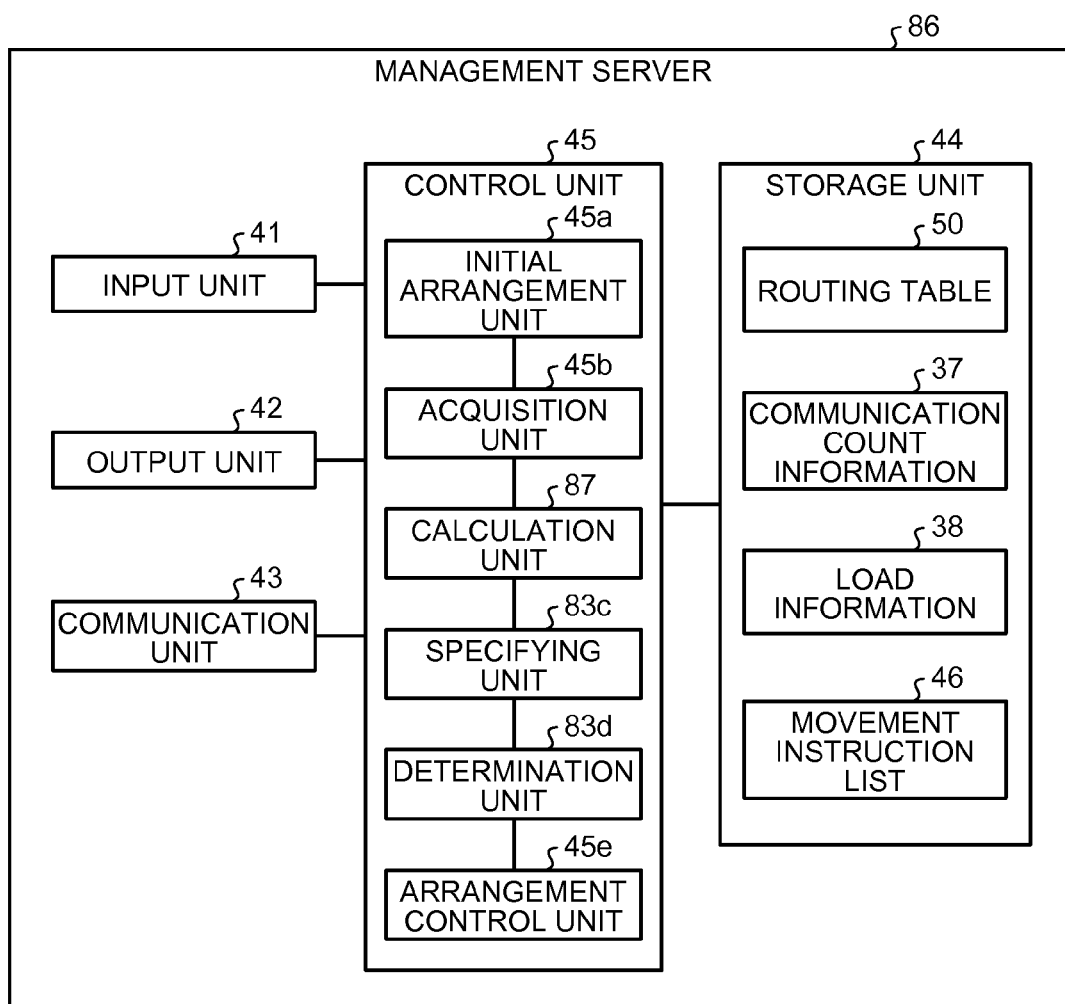 86
MANAGEMENT SERVER
41
INPUT UNIT
42
OUTPUT UNIT
43
COMMUNICATION
UNIT
45
CONTROL UNIT
45a
INITIAL
ARRANGEMENT
UNIT
45b
ACQUISITION
UNIT
87
CALCULATION
UNIT
83c
SPECIFYING
UNIT
83d
DETERMINATION
UNIT
45e
ARRANGEMENT
CONTROL UNIT
44
STORAGE UNIT
50
ROUTING TABLE
37
COMMUNICATION
COUNT
INFORMATION
38
LOAD
INFORMATION
46
MOVEMENT
INSTRUCTION
LIST